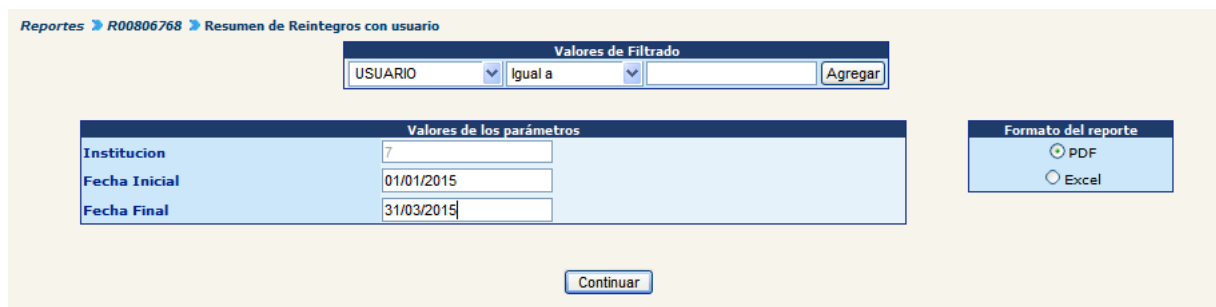 Reportes R00806768 Resumen de Reintegros con usuario
Valores de Filtrado
USUARIO Igual a Agregar
Valores de los parámetros
Institucion 7
Fecha Inicial 01/01/2015
Fecha Final 31/03/2015
Formato del reporte
PDF
Excel
Continuar